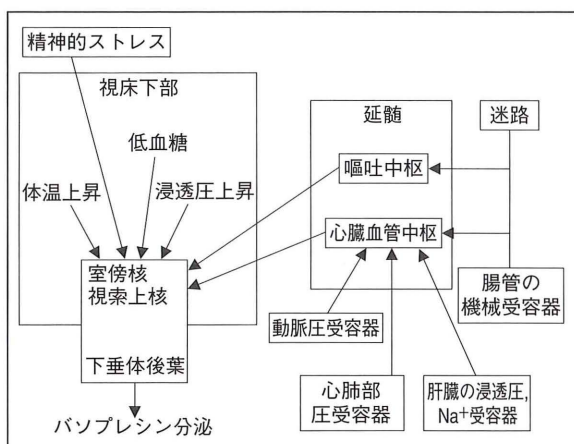 精神的ストレス
視床下部
低血糖
体温上昇
浸透圧上昇
室傍核
視索上核
下垂体後葉
バソプレシン分泌
延髄
嘔吐中枢
心臓血管中枢
迷路
腸管の
機械受容器
動脈圧受容器
心肺部
圧受容器
肝臓の浸透圧,
Na⁺受容器